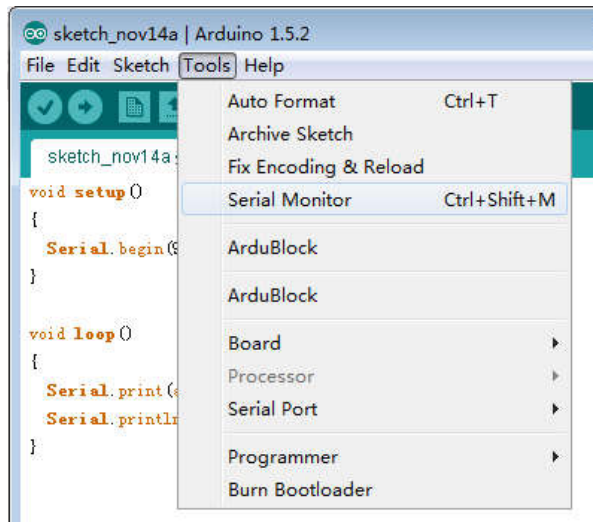 sketch_nov14a | Arduino 1.5.2
File Edit Sketch Tools Help
Auto Format Ctrl+T
Archive Sketch
sketch_nov14a
Fix Encoding & Reload
void setup()
Serial Monitor Ctrl+Shift+M
{
Serial.begin(9
ArduBlock
}
ArduBlock
void loop()
Board
{
Processor
Serial.print(
Serial Port
Serial.println
}
Programmer
Burn Bootloader